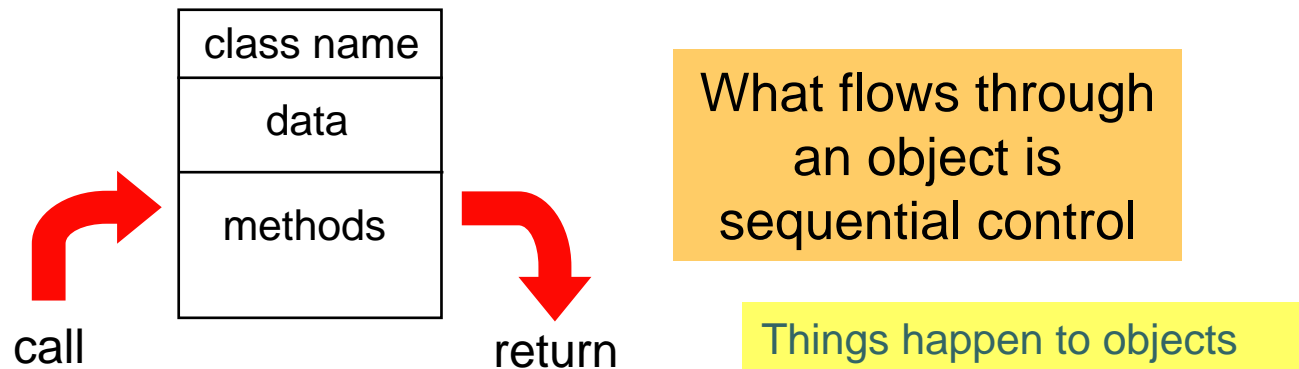 class name
data
methods
call
return
What flows through
an object is
sequential control
Things happen to objects